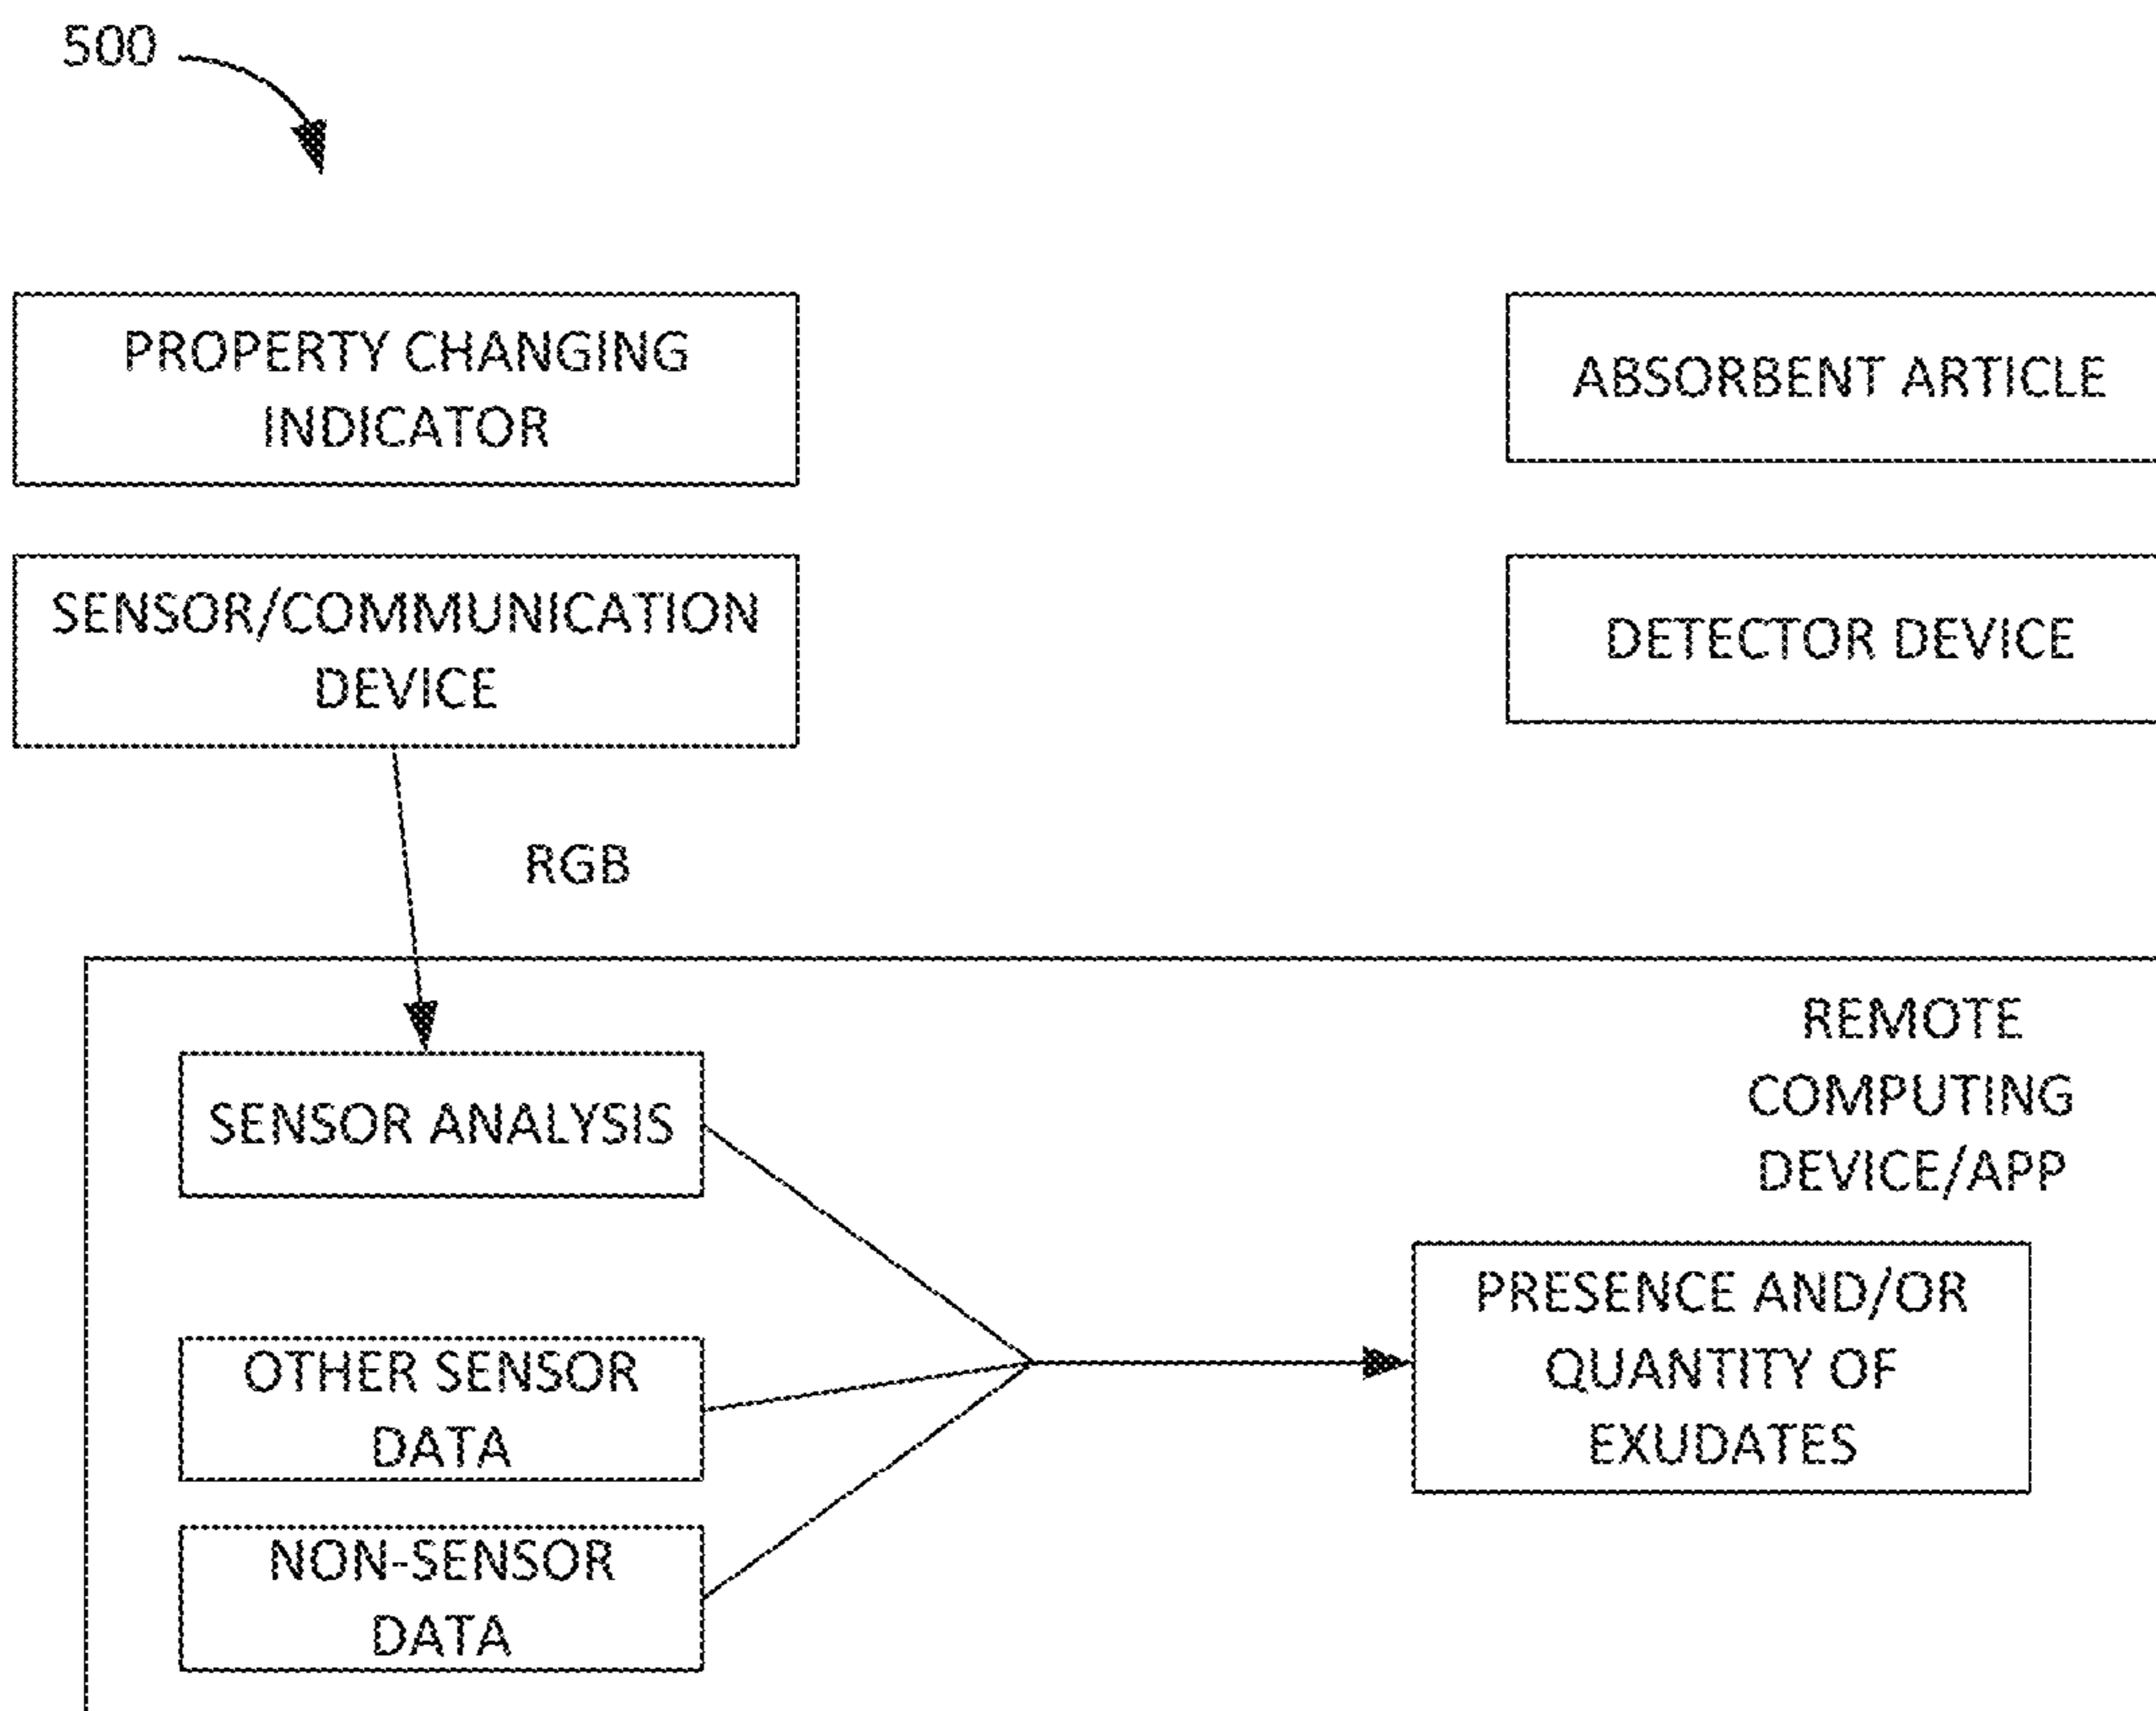 500
PROPERTY CHANGING
INDICATOR
ABSORBENT ARTICLE
SENSOR/COMMUNICATION
DEVICE
DETECTOR DEVICE
RGB
REMOTE
COMPUTING
DEVICE/APP
SENSOR ANALYSIS
OTHER SENSOR
DATA
NON-SENSOR
DATA
PRESENCE AND/OR
QUANTITY OF
EXUDATES